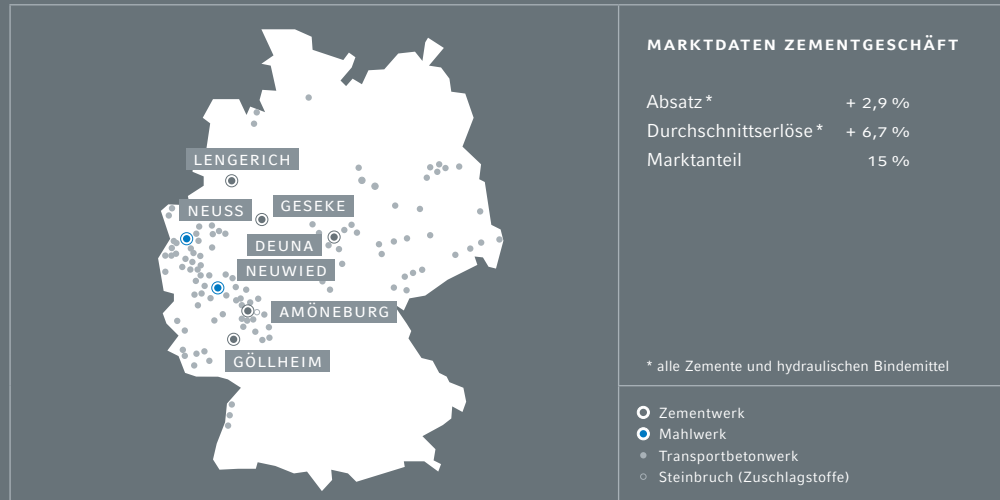 LENGERICH
NEUSS
GESEKE
DEUNA
NEUWIED
AMÖNEBURG
GÖLLHEIM
MARKTDATEN ZEMENTGESCHÄFT
Absatz * + 2,9 %
Durchschnittserlöse * + 6,7 %
Marktanteil 15 %
* alle Zemente und hydraulischen Bindemittel
Zementwerk
Mahlwerk
Transportbetonwerk
Steinbruch (Zuschlagstoffe)